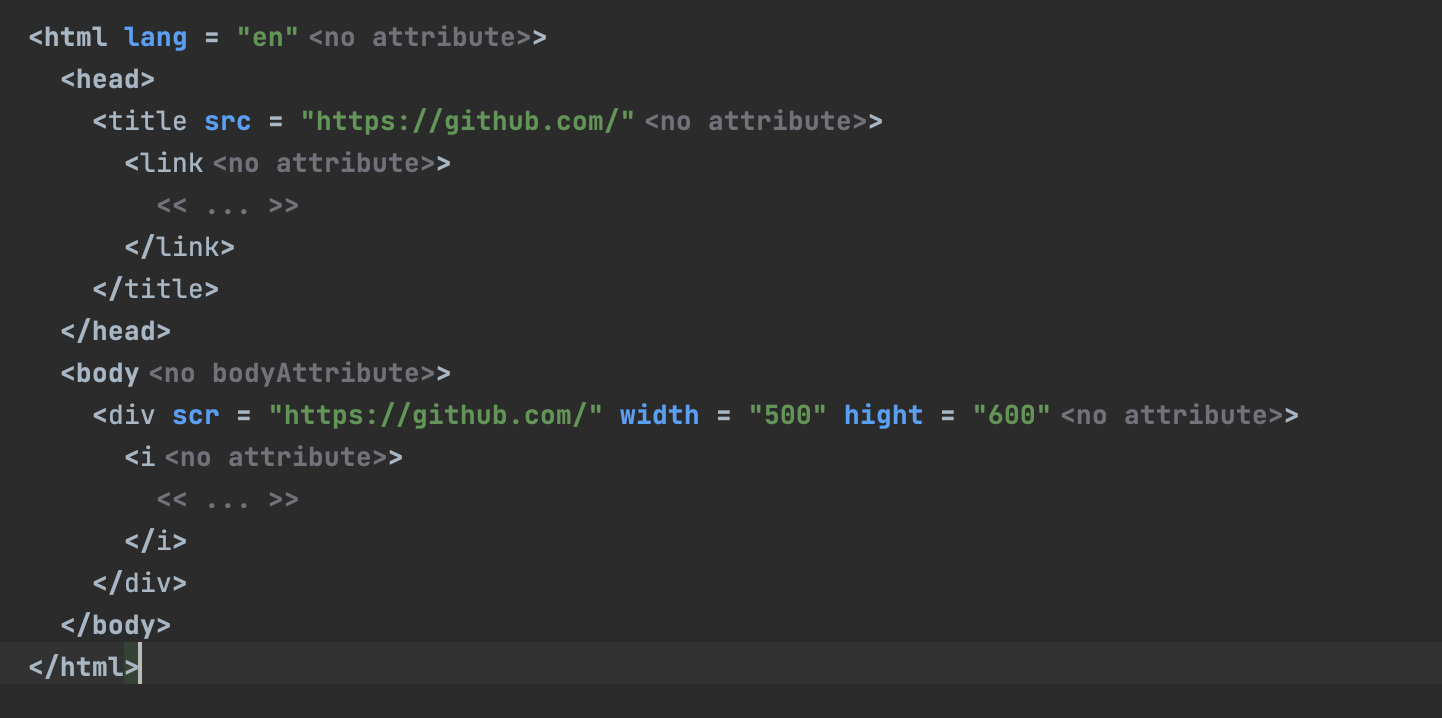 <html lang = "en" <no attribute>>
<head>
<title src = "https://github.com/" <no attribute>>
<link <no attribute>>
<< ... >>
</link>
</title>
</head>
<body <no bodyAttribute>>
<div scr = "https://github.com/" width = "500" hight = "600" <no attribute>>
<i <no attribute>>
<< ... >>
</i>
</div>
</body>
</html>